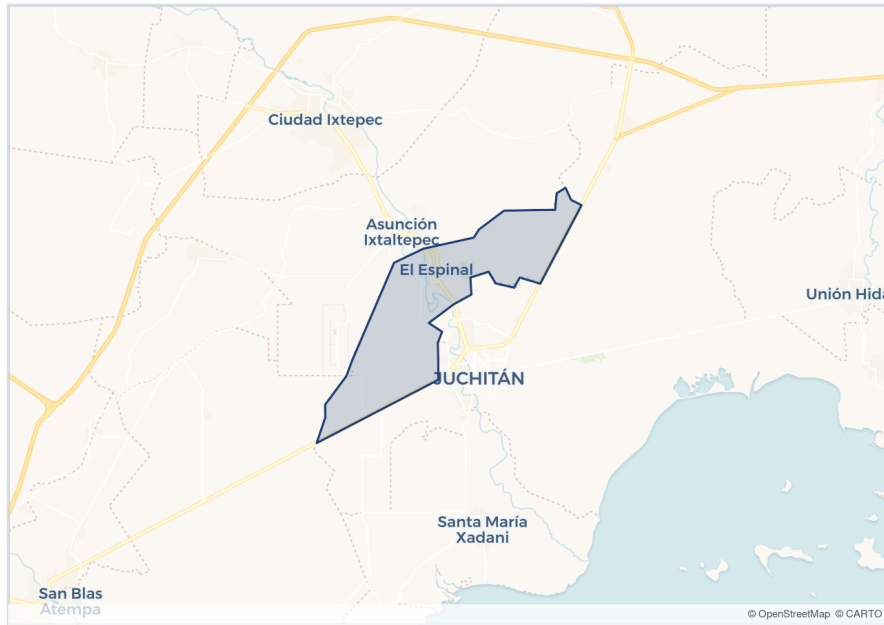 Ciudad Ixtepec
Asunción
Ixtaltepec
El Espinal
Unión Hida
JUCHITÁN
Santa María
Xadani
San Blas
Atempa
© OpenStreetMap © CARTO